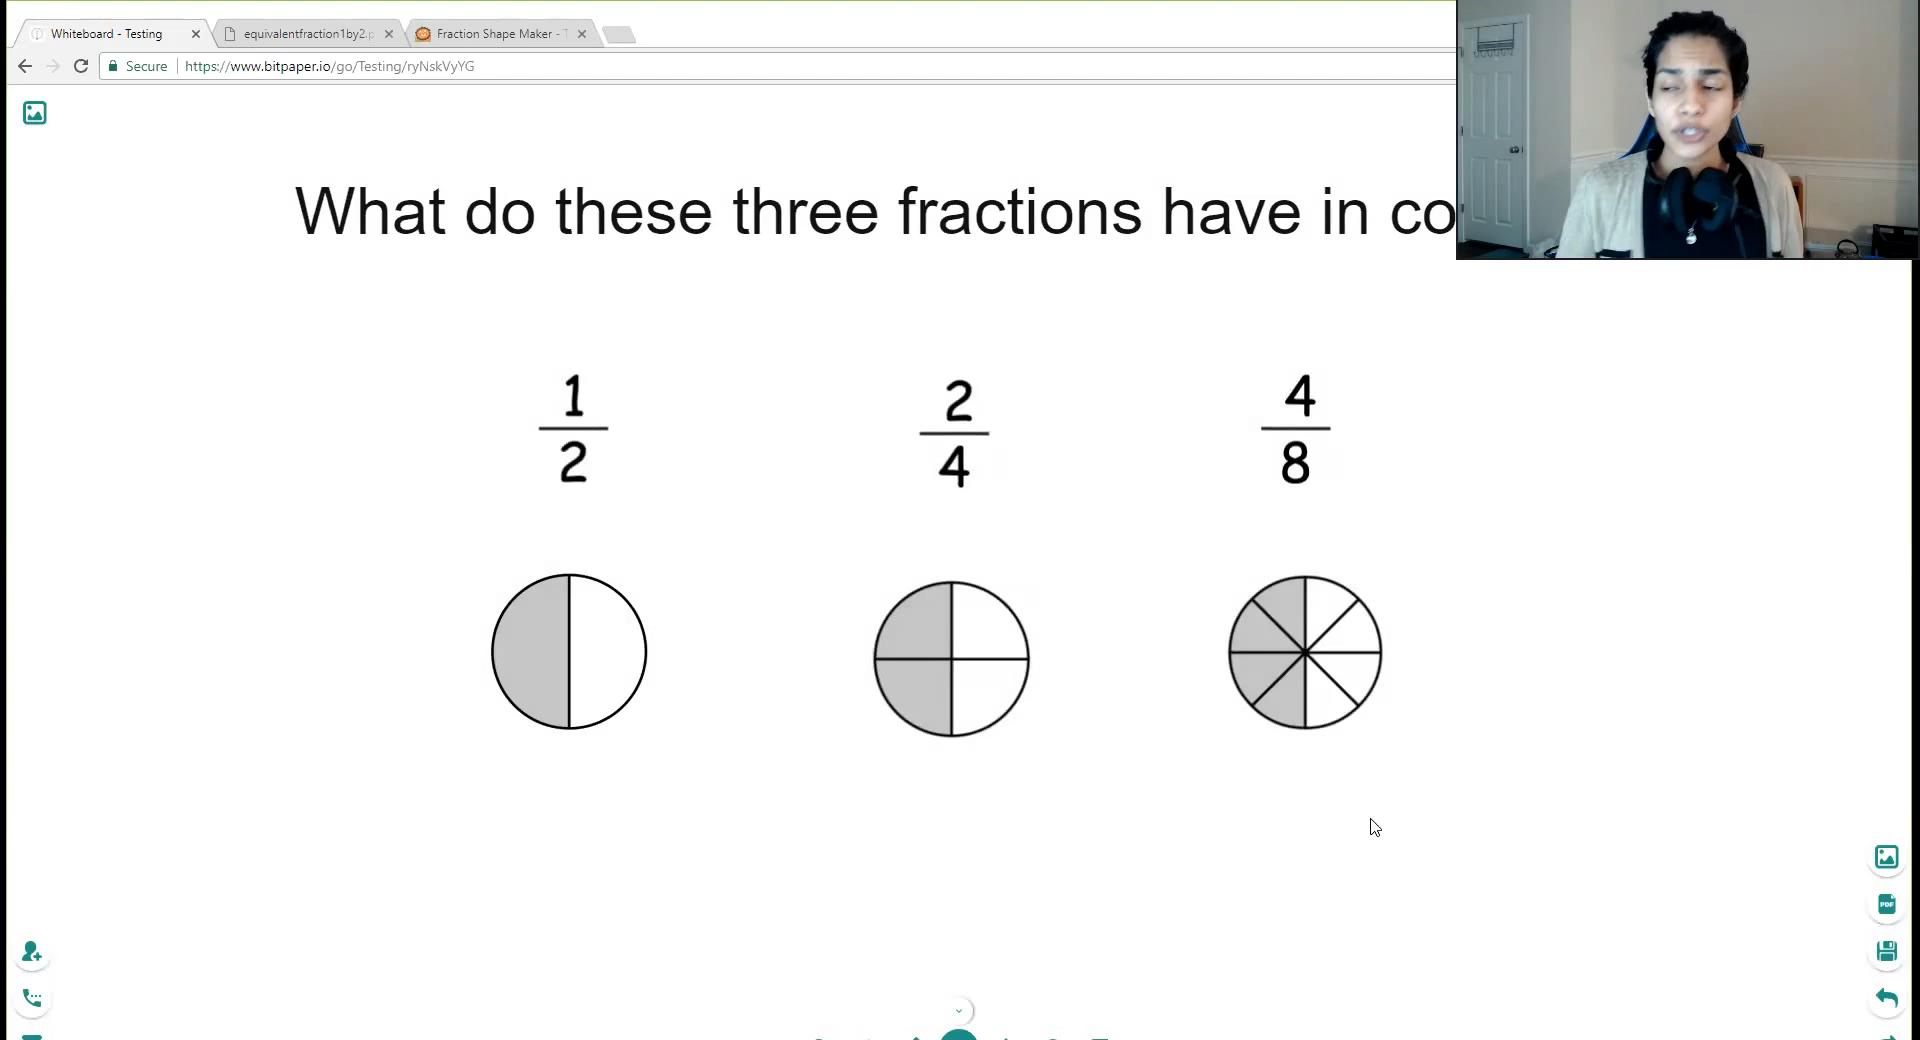 Whiteboard - Testing
equivalentfraction1by2.p
Fraction Shape Maker - T
Secure
https://www.bitpaper.io/go/Testing/ryNskVyYG
What do these three fractions have in co
1
2
2
4
4
8
PDF